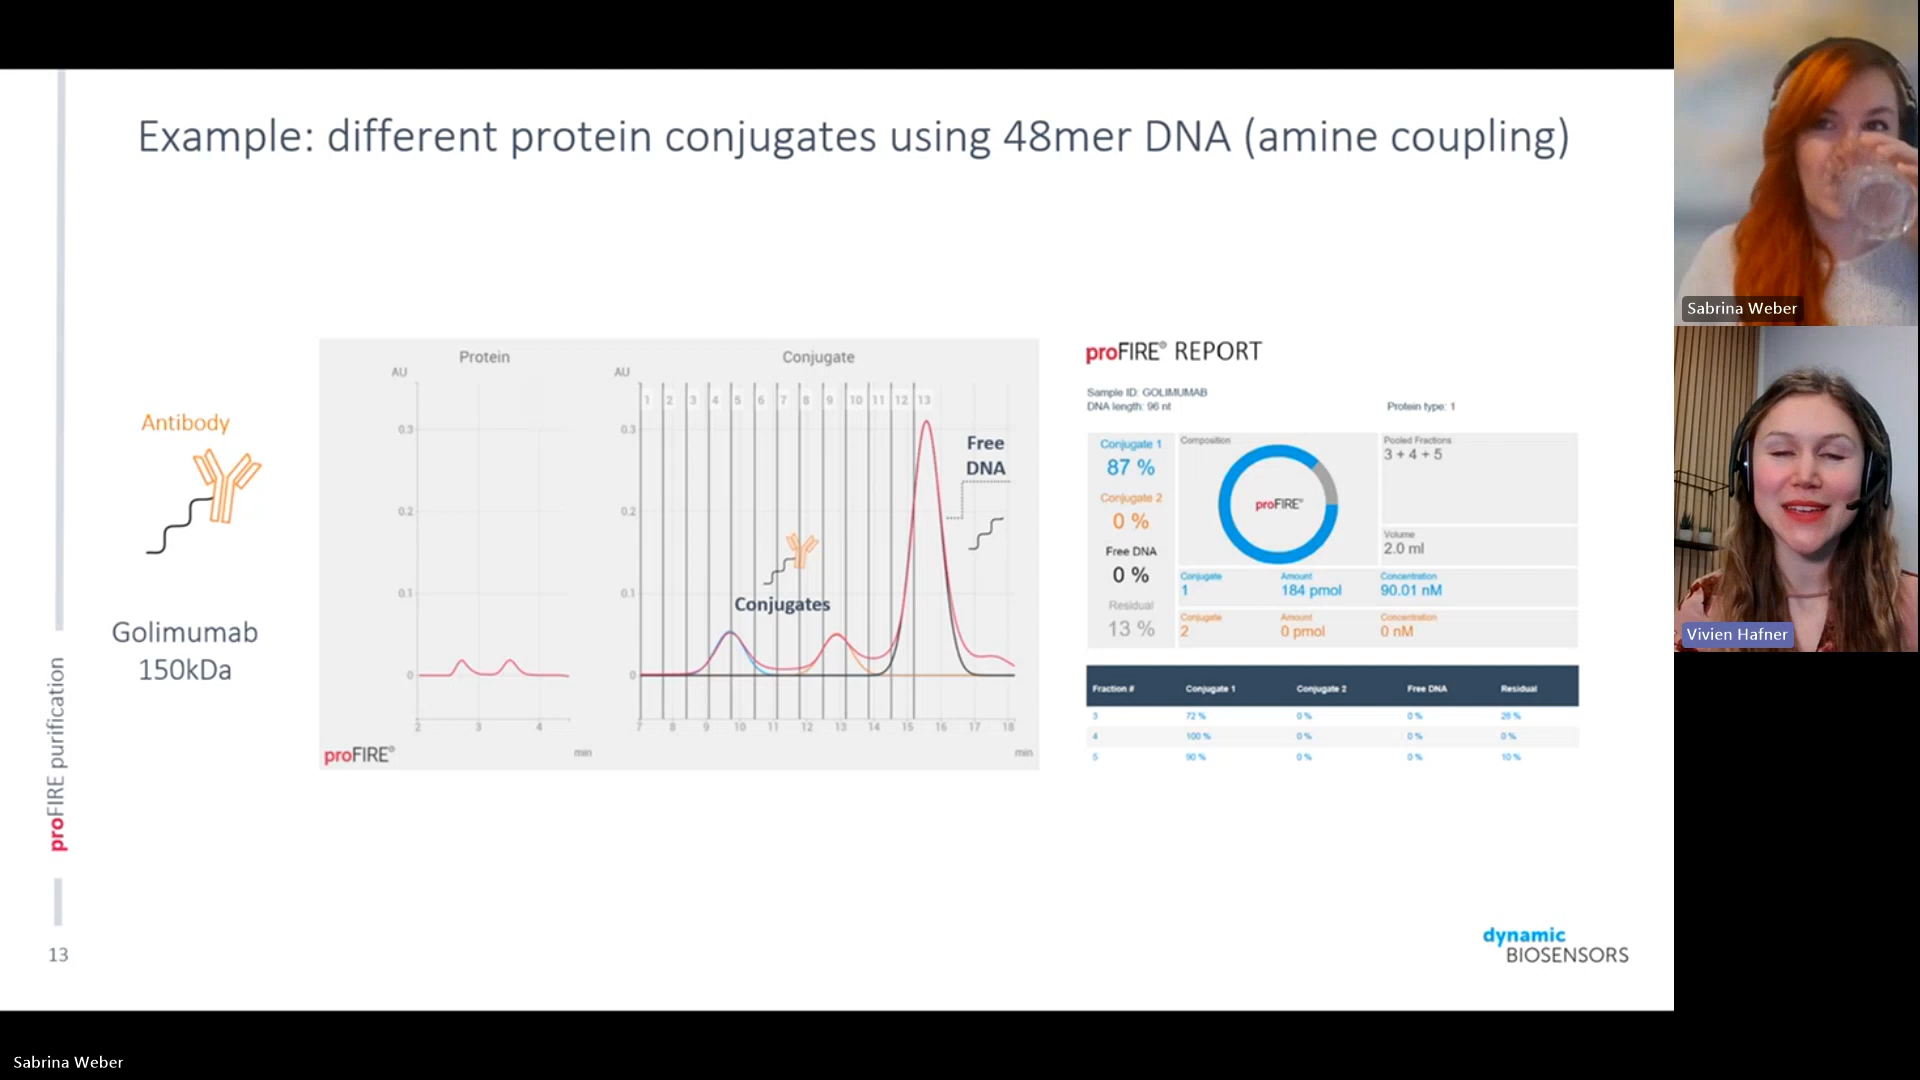 Example: different protein conjugates using 48mer DNA (amine coupling)
Antibody
Golimumab
150kDa
Protein
AU
0.3
0.2
0.1
0
2 3 4
min
proFIRE®
Conjugate
AU
1 2 3 4 5 6 7 8 9 10 11 12 13
0.3
0.2
0.1
0
Free
DNA
Conjugates
7 8 9 10 11 12 13 14 15 16 17 18
min
proFIRE® REPORT
Sample ID: GOLIMUMAB
DNA length: 96 nt
Protein type: 1
Conjugate 1
87 %
Conjugate 2
0 %
Free DNA
0 %
Residual
13 %
Composition
proFIRE®
Pooled Fractions
3 + 4 + 5
Volume
2.0 ml
Conjugate Amount Concentration
1 184 pmol 90.01 nM
Conjugate Amount Concentration
2 0 pmol 0 nM
Fraction # Conjugate 1 Conjugate 2 Free DNA Residual
3 72 % 0 % 0 % 28 %
4 100 % 0 % 0 % 0 %
5 90 % 0 % 0 % 10 %
proFIRE purification
13
dynamic
BIOSENSORS
Sabrina Weber
Vivien Hafner
Sabrina Weber